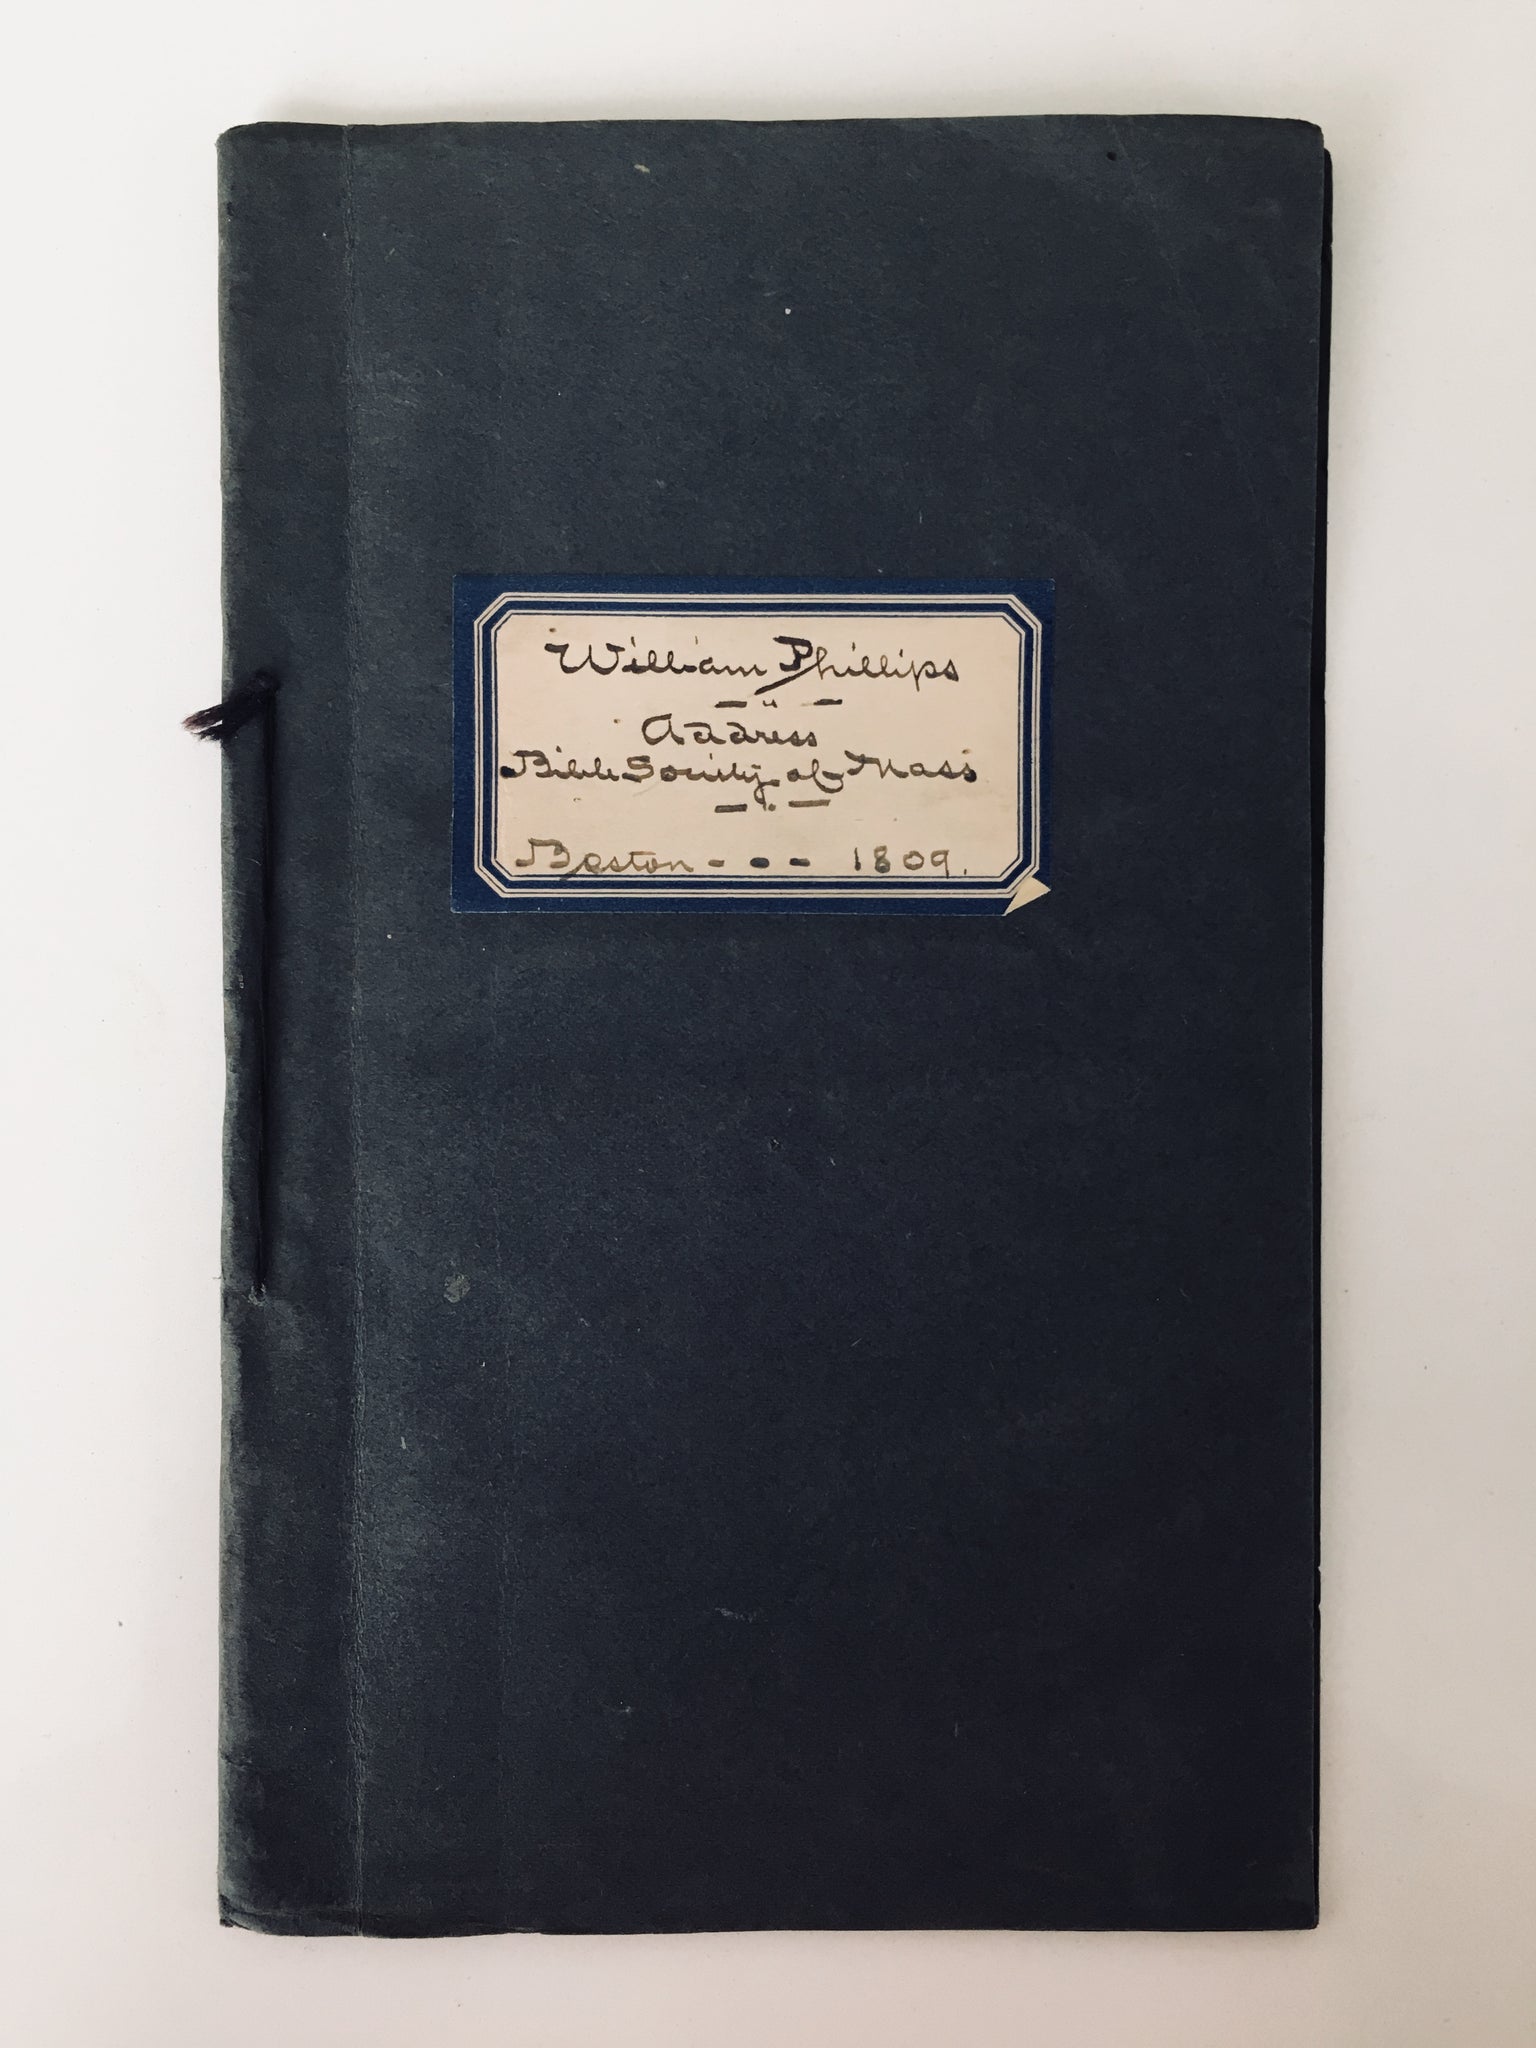 William Phillips
Address
Bible Society of Mass
Boston - - - 1809.